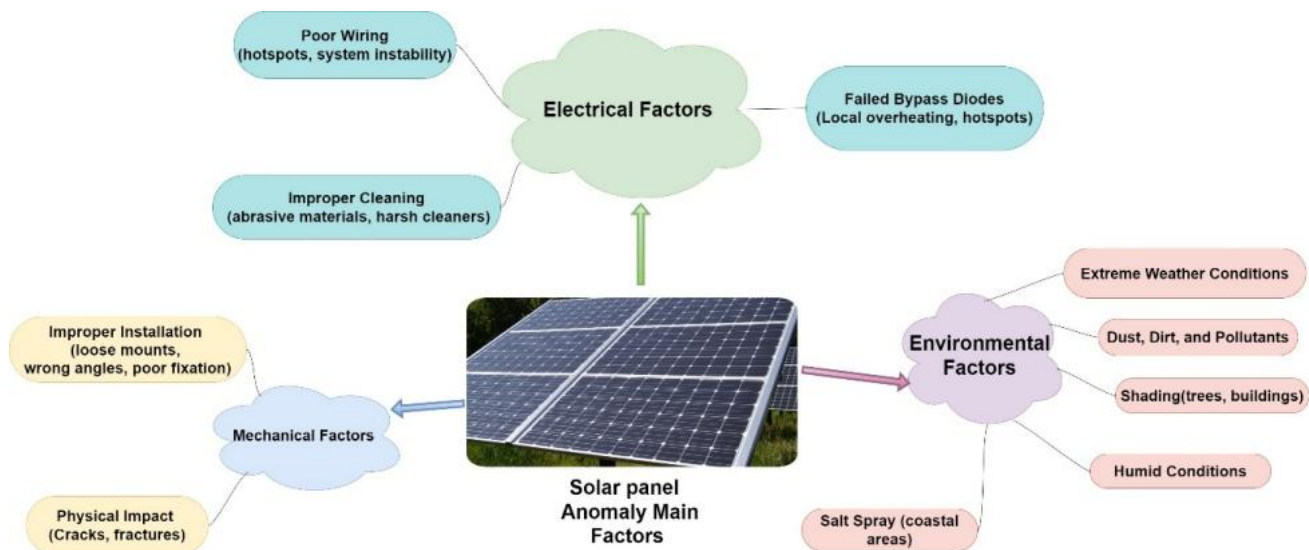 Poor Wiring
(hotspots, system instability)
Electrical Factors
Failed Bypass Diodes
(Local overheating, hotspots)
Improper Cleaning
(abrasive materials, harsh cleaners)
Extreme Weather Conditions
Improper Installation
(loose mounts,
wrong angles, poor fixation)
Environmental
Factors
Dust, Dirt, and Pollutants
Shading(trees, buildings)
Mechanical Factors
Humid Conditions
Physical Impact
(Cracks, fractures)
Solar panel
Anomaly Main
Factors
Salt Spray (coastal
areas)